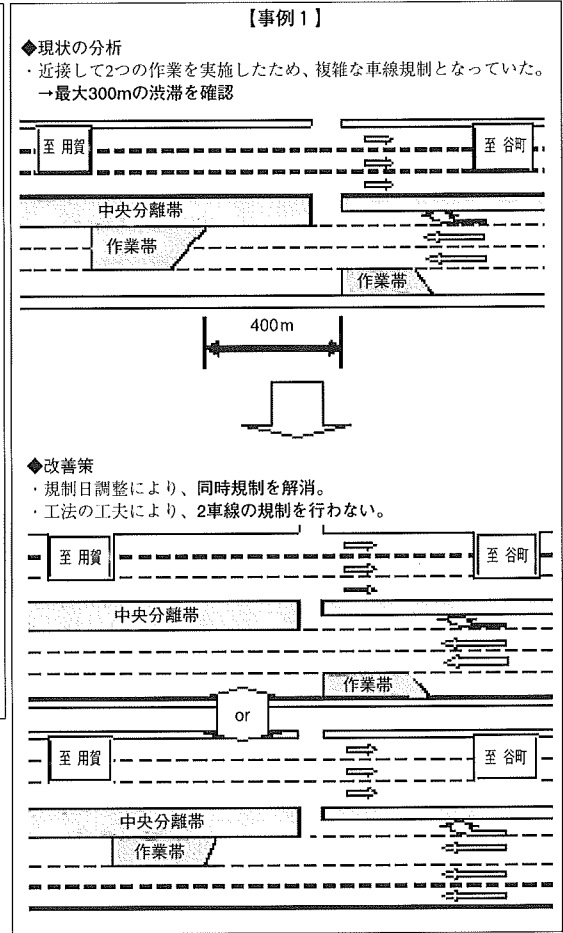 【事例1】
◆現状の分析
・近接して2つの作業を実施したため、複雑な車線規制となっていた。
→最大300mの渋滞を確認
至 用賀
至 谷町
中央分離帯
作業帯
作業帯
400m
◆改善策
・規制日調整により、同時規制を解消。
・工法の工夫により、2車線の規制を行わない。
至 用賀
至 谷町
中央分離帯
作業帯
or
至 用賀
至 谷町
中央分離帯
作業帯